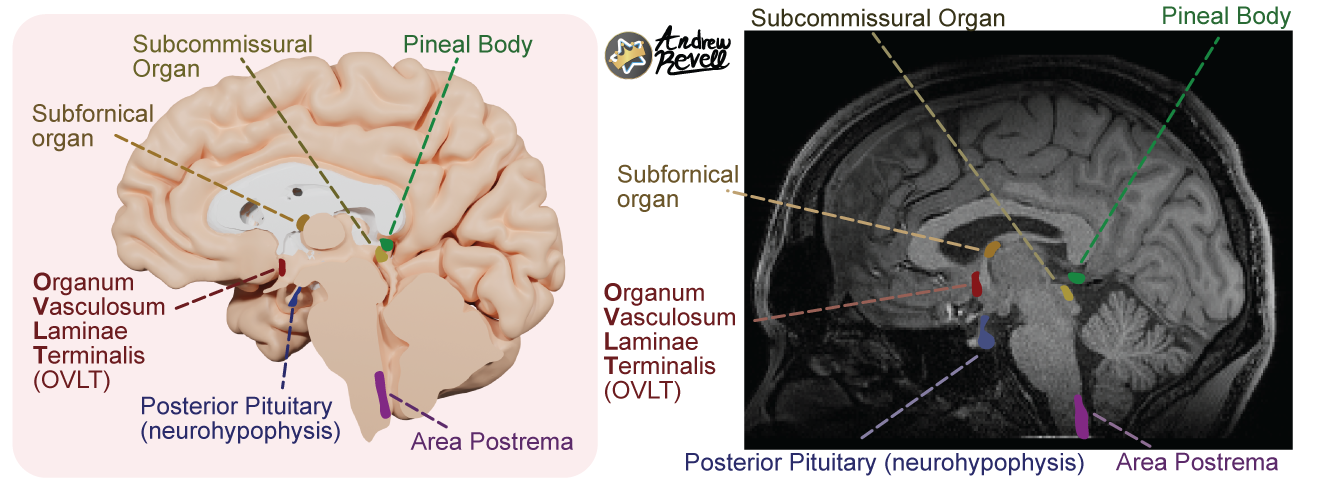 Subcommissural
Organ
Pineal Body
Subfornical
organ
Organum
Vasculosum
Laminae
Terminalis
(OVLT)
Posterior Pituitary
(neurohypophysis)
Area Postrema
Andrew
Revell
Subcommissural Organ
Pineal Body
Subfornical
organ
Organum
Vasculosum
Laminae
Terminalis
(OVLT)
Posterior Pituitary (neurohypophysis)
Area Postrema